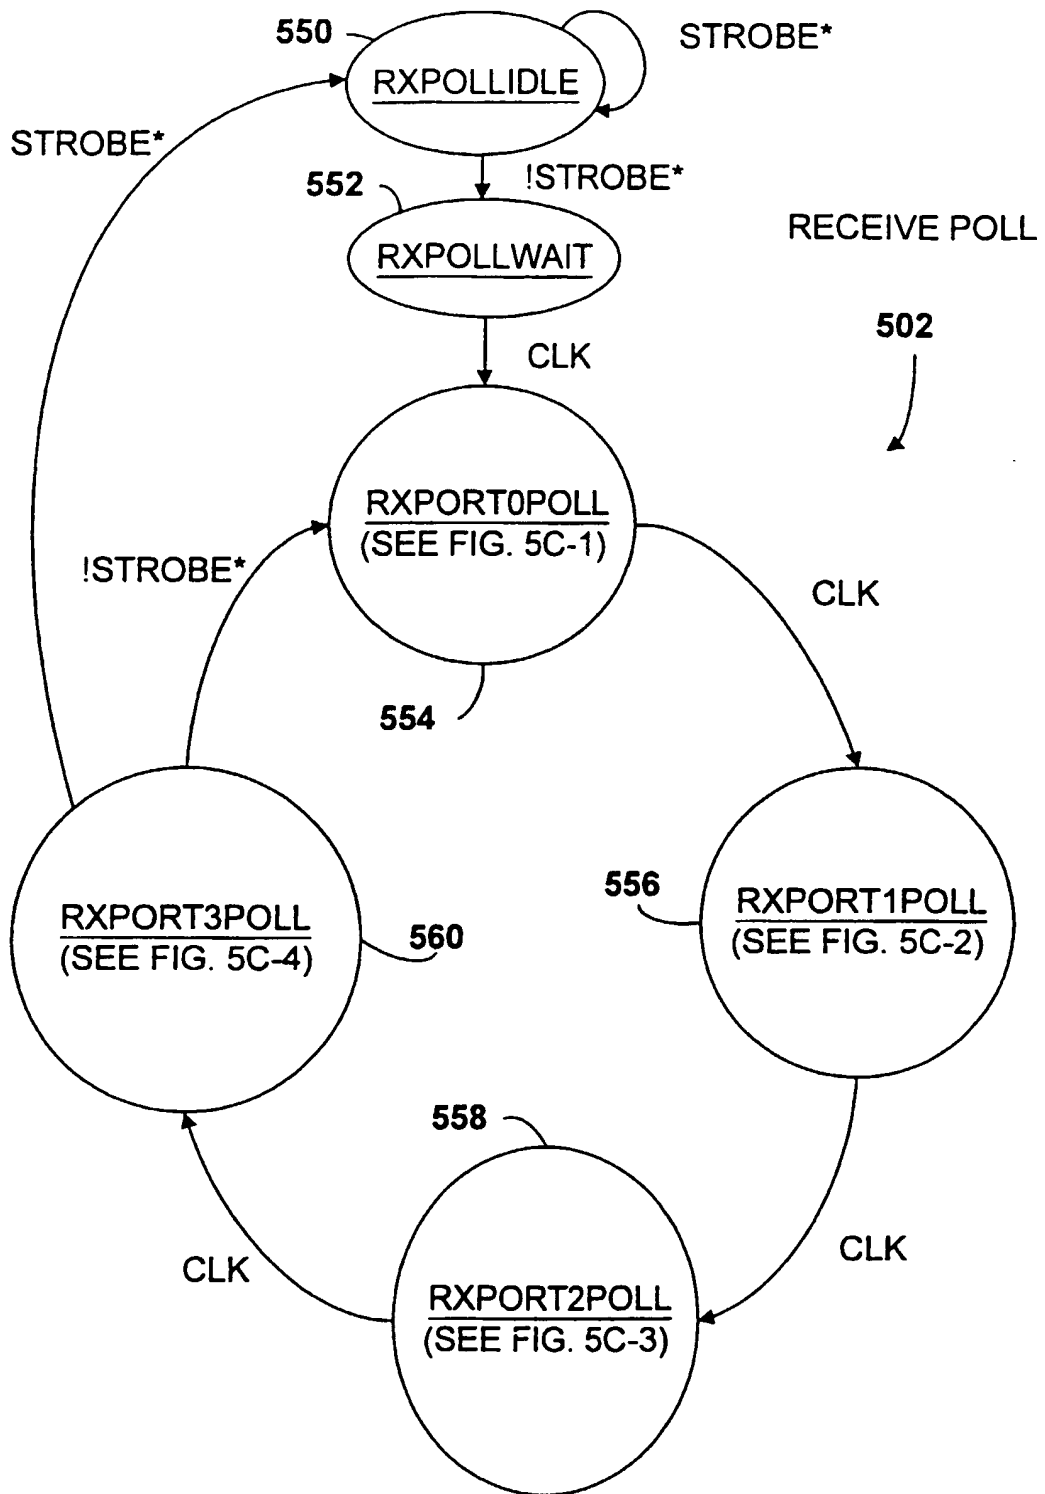 550
STROBE*
RXPOLLIDLE
STROBE*
!STROBE*
552
RXPOLLWAIT
RECEIVE POLL
502
CLK
RXPORT0POLL
(SEE FIG. 5C-1)
!STROBE*
CLK
554
556
RXPORT3POLL
(SEE FIG. 5C-4)
560
RXPORT1POLL
(SEE FIG. 5C-2)
558
CLK
CLK
RXPORT2POLL
(SEE FIG. 5C-3)